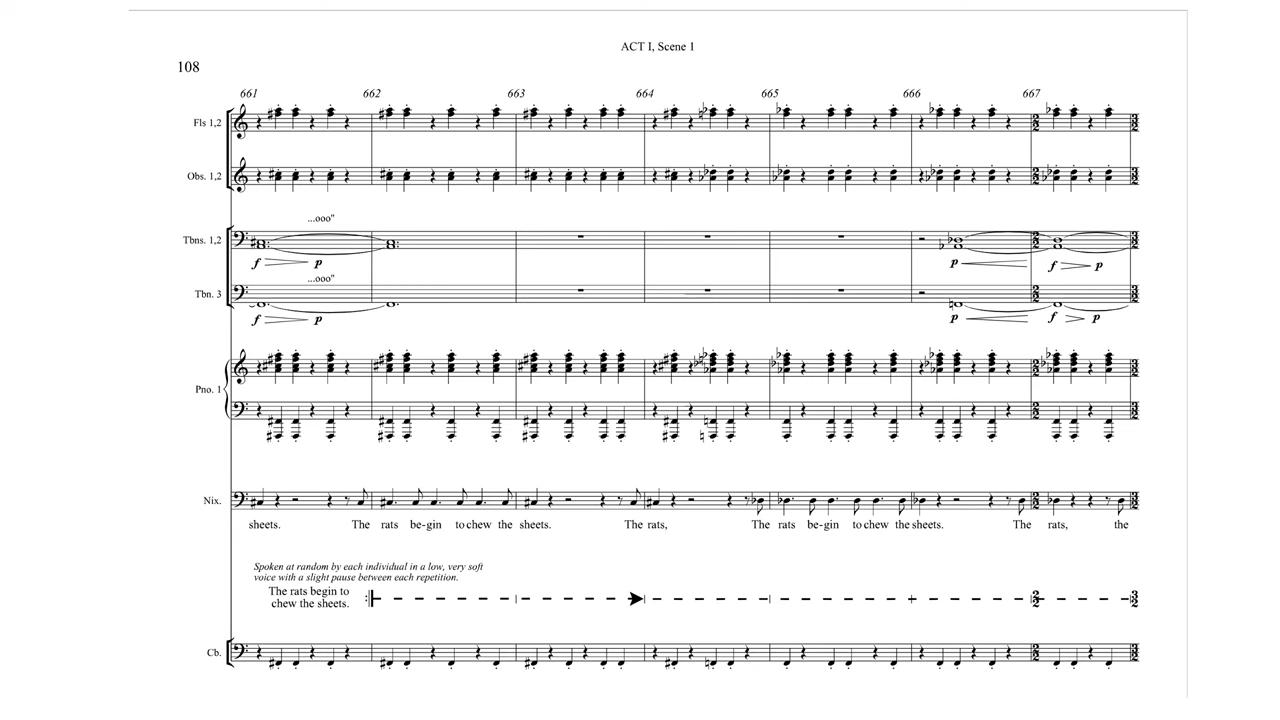 ACT I, Scene 1
108
661 662 663 664 665 666 667
Fls 1,2
Obs. 1,2
...ooo"
Tbns. 1,2
f p p f p
...ooo"
Tbn. 3
f p p f p
Pno. 1
Nix.
sheets. The rats be-gin to chew the sheets. The rats, The rats be-gin to chew the sheets. The rats, the
Spoken at random by each individual in a low, very soft
voice with a slight pause between each repetition.
The rats begin to
chew the sheets.
Cb.